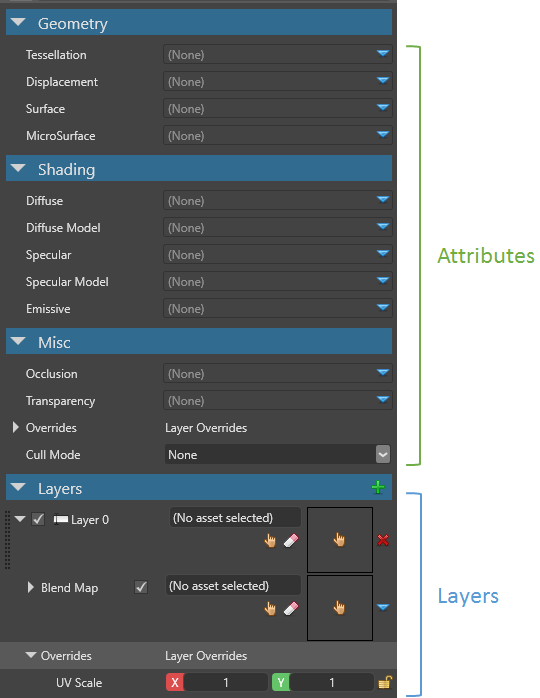 Geometry
Tessellation (None)
Displacement (None)
Surface (None)
MicroSurface (None)
Shading
Diffuse (None)
Diffuse Model (None)
Specular (None)
Specular Model (None)
Emissive (None)
Misc
Occlusion (None)
Transparency (None)
Overrides Layer Overrides
Cull Mode None
Attributes
Layers
Layer 0 (No asset selected)
Blend Map (No asset selected)
Overrides Layer Overrides
UV Scale X 1 Y 1
Layers